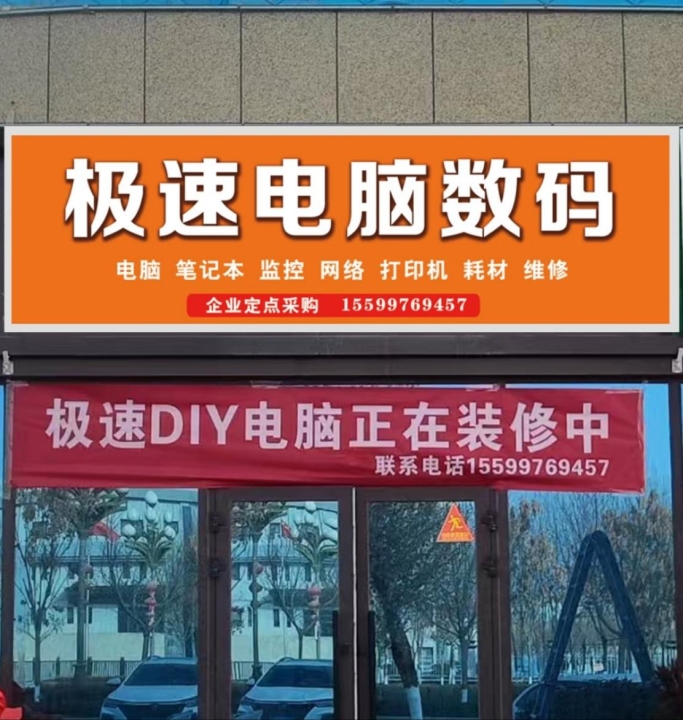 极速电脑数码
电脑 笔记本 监控 网络 打印机 耗材 维修
企业定点采购 15599769457
极速DIY电脑正在装修中
联系电话15599769457